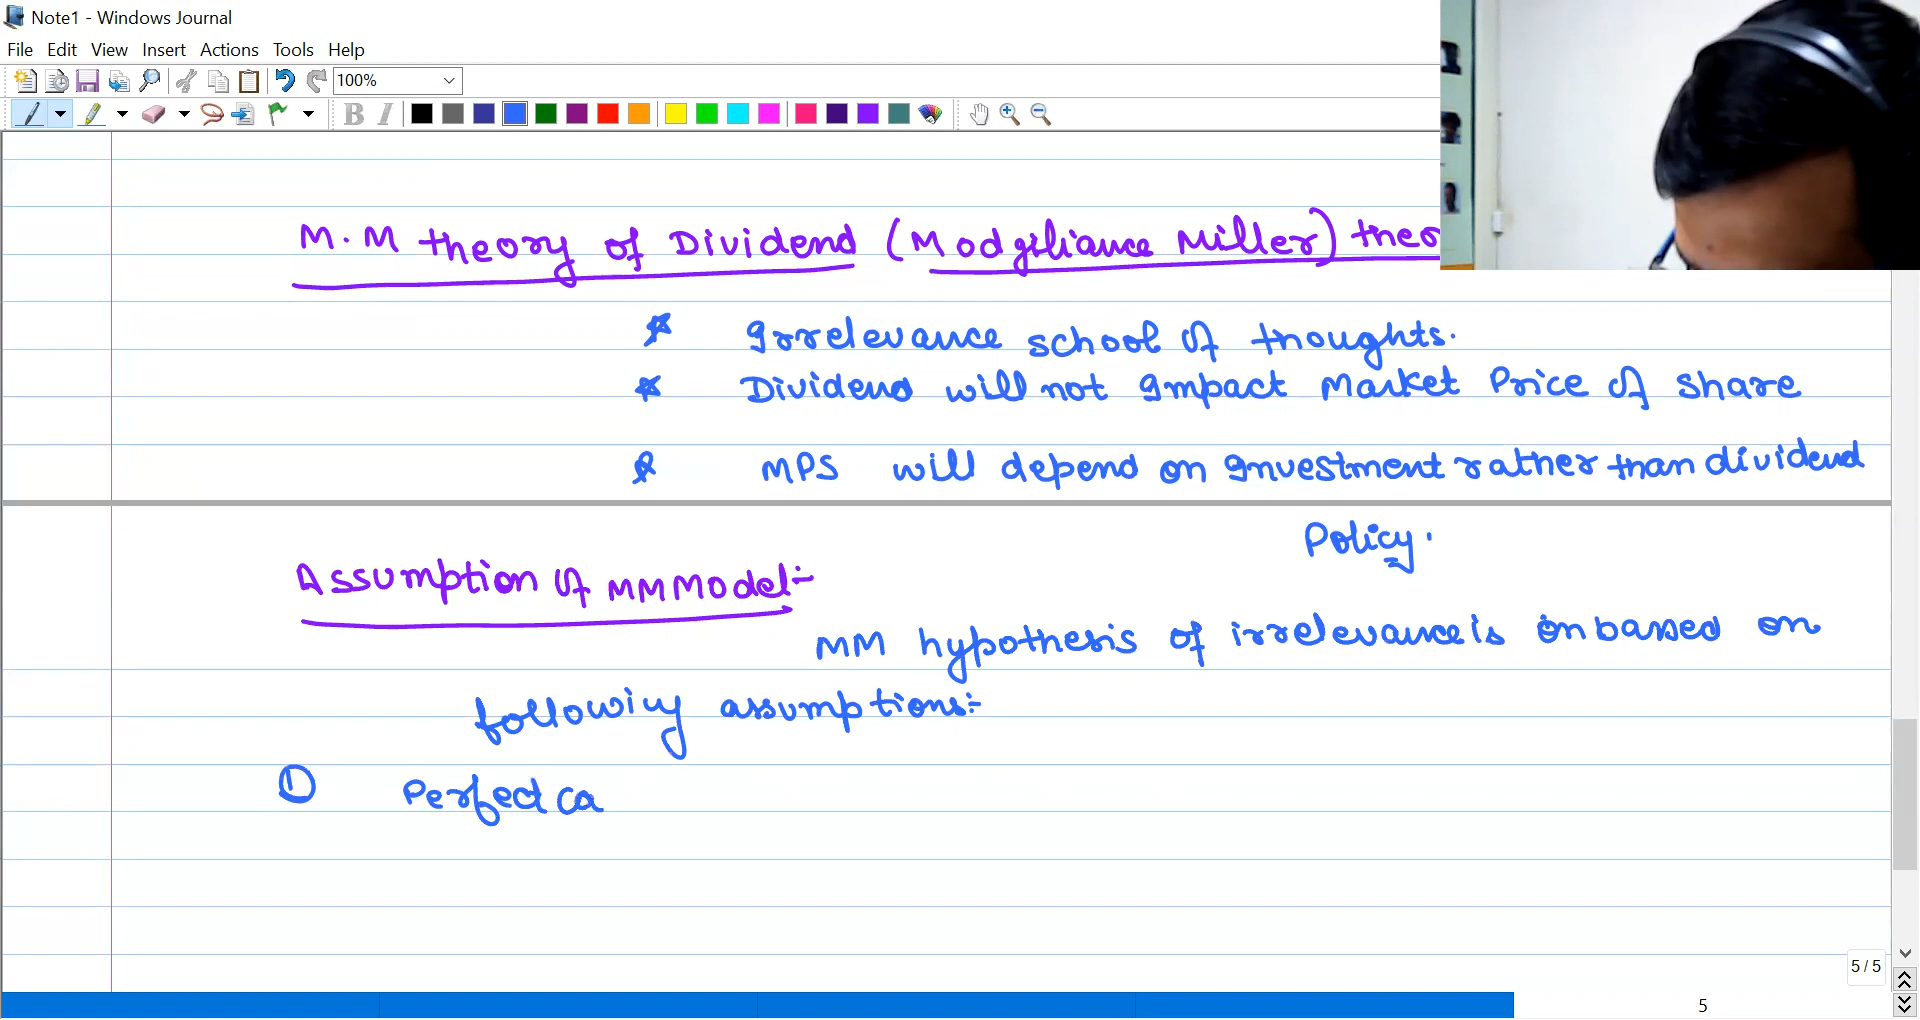 Note1 - Windows Journal
File Edit View Insert Actions Tools Help
100%
B I
M.M theory of Dividend (Modgiliance Miller) theo
Irrelevance school of thoughts.
Dividend will not Impact Market Price of Share
MPS will depend on Investment rather than dividend
Policy.
Assumption of MM Model:-
MM hypothesis of irrelevance is on based on
following assumptions:-
1 Perfect ca
5 / 5
5